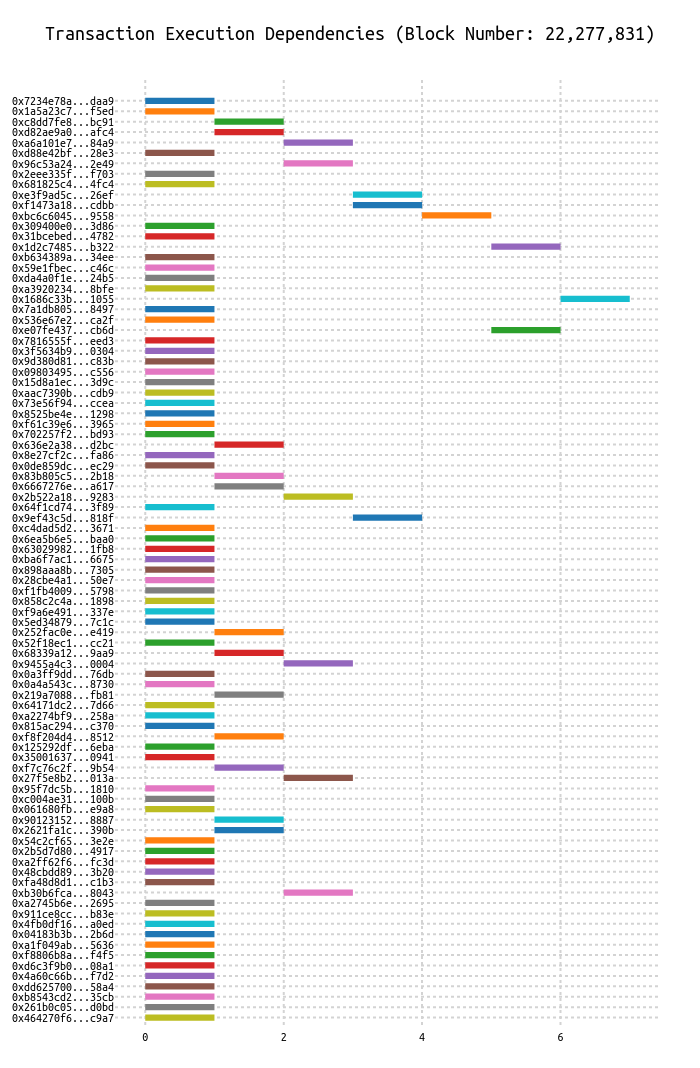 Transaction Execution Dependencies (Block Number: 22,277,831)
0x7234e78a...daa9
0x1a5a23c7...f5ed
0xc8dd7fe8...bc91
0xd82ae9a0...afc4
0xa6a101e7...84a9
0xd88e42bf...28e3
0x96c53a24...2e49
0x2eee335f...f703
0x681825c4...4fc4
0xe3f9ad5c...26ef
0xf1473a18...cdbb
0xbc6c6045...9558
0x309400e0...3d86
0x31bcebed...4782
0x1d2c7485...b322
0xb634389a...34ee
0x59e1fbec...c46c
0xda4a0f1e...24b5
0xa3920234...8bfe
0x1686c33b...1055
0x7a1db805...8497
0x536e67e2...ca2f
0xe07fe437...cb6d
0x7816555f...eed3
0x3f5634b9...0304
0x9d380d81...c83b
0x09803495...c556
0x15d8a1ec...3d9c
0xaac7390b...cdb9
0x73e56f94...ccea
0x8525be4e...1298
0xf61c39e6...3965
0x702257f2...bd93
0x636e2a38...d2bc
0x8e27cf2c...fa86
0x0de859dc...ec29
0x83b805c5...2b18
0x6667276e...a617
0x2b522a18...9283
0x64f1cd74...3f89
0x9ef43c5d...818f
0xc4dad5d2...3671
0x6ea5b6e5...baa0
0x63029982...1fb8
0xba6f7ac1...6675
0x898aaa8b...7305
0x28cbe4a1...50e7
0xf1fb4009...5798
0x858c2c4a...1898
0xf9a6e491...337e
0x5ed34879...7c1c
0x252fac0e...e419
0x52f18ec1...cc21
0x68339a12...9aa9
0x9455a4c3...0004
0x0a3ff9dd...76db
0x0a4a543c...8730
0x219a7088...fb81
0x64171dc2...7d66
0xa2274bf9...258a
0x815ac294...c370
0xf8f204d4...8512
0x125292df...6eba
0x35001637...0941
0xf7c76c2f...9b54
0x27f5e8b2...013a
0x95f7dc5b...1810
0xc004ae31...100b
0x061680fb...e9a8
0x90123152...8887
0x2621fa1c...390b
0x54c2cf65...3e2e
0x2b5d7d80...4917
0xa2ff62f6...fc3d
0x48cbdd89...3b20
0xfa48d8d1...c1b3
0xb30b6fca...8043
0xa2745b6e...2695
0x911ce8cc...b83e
0x4fb0df16...a0ed
0x04183b3b...2b6d
0xa1f049ab...5636
0xf8806b8a...f4f5
0xd6c3f9b0...08a1
0x4a60c66b...f7d2
0xdd625700...58a4
0xb8543cd2...35cb
0x261b0c05...d0bd
0x464270f6...c9a7
0 2 4 6